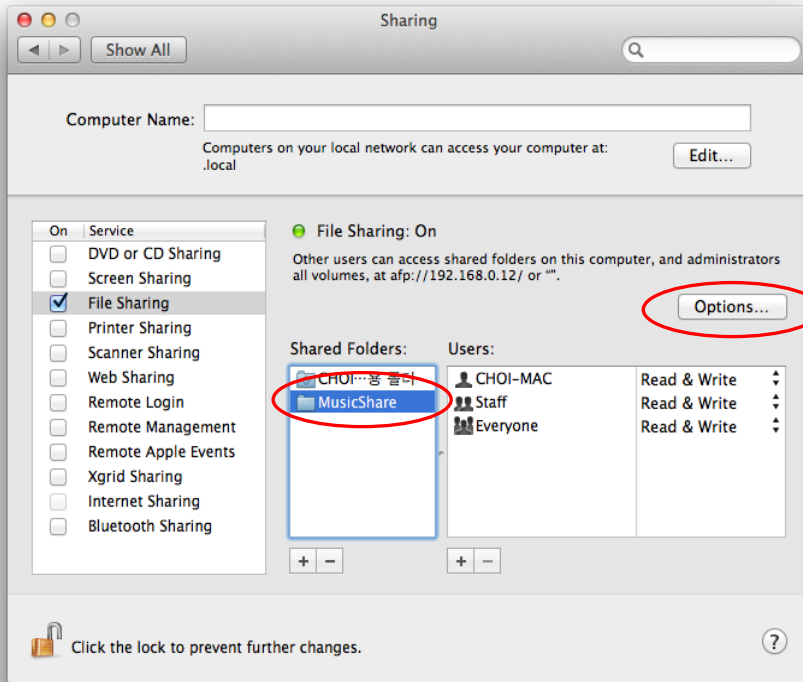 Sharing
Show All
Computer Name:
Computers on your local network can access your computer at:
.local
Edit...
On Service
DVD or CD Sharing
Screen Sharing
File Sharing
Printer Sharing
Scanner Sharing
Web Sharing
Remote Login
Remote Management
Remote Apple Events
Xgrid Sharing
Internet Sharing
Bluetooth Sharing
File Sharing: On
Other users can access shared folders on this computer, and administrators
all volumes, at afp://192.168.0.12/ or “”.
Options...
Shared Folders:
CHOI···용 폴더
MusicShare
+ −
Users:
CHOI-MAC Read & Write
Staff Read & Write
Everyone Read & Write
+ −
Click the lock to prevent further changes.
?